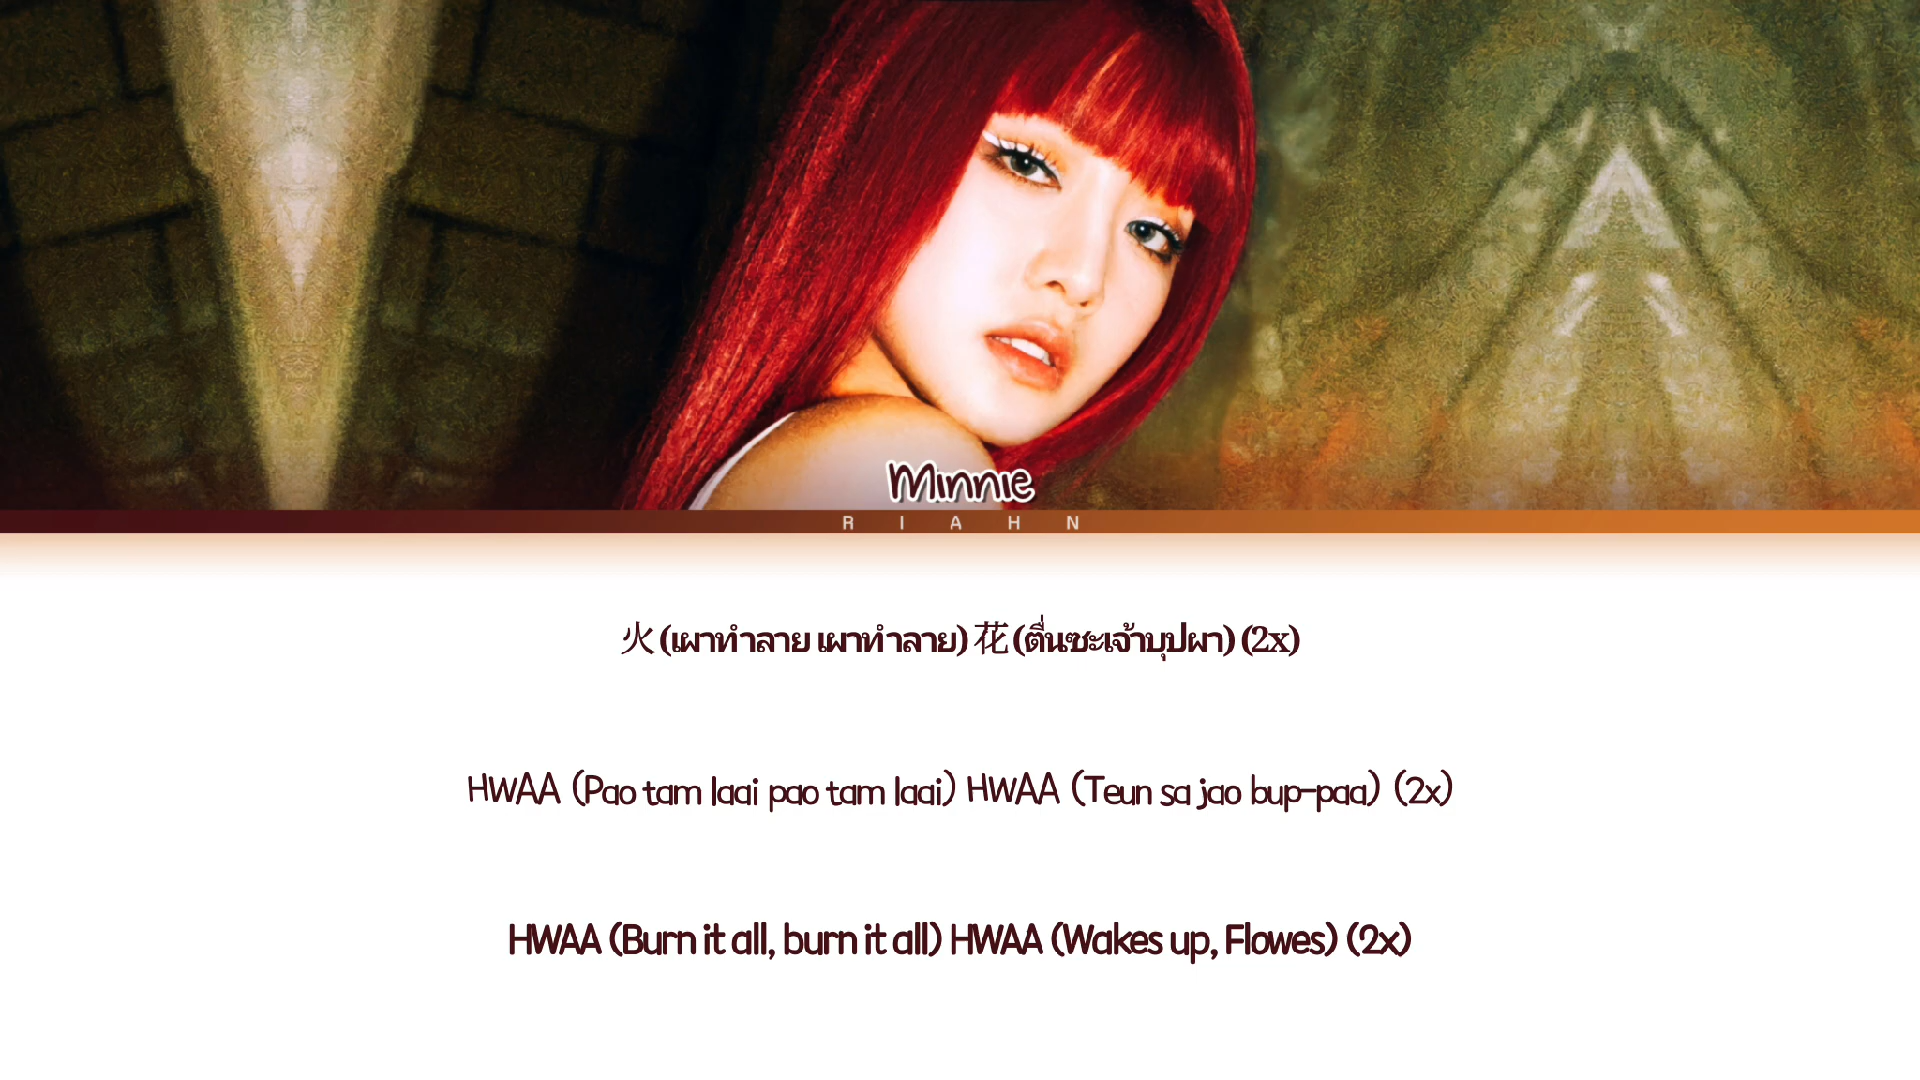 Minnie
RIAHN
火 (เผาทำลาย เผาทำลาย) 花 (ตื่นซะเจ้าบุปผา) (2x)
HWAA (Pao tam laai pao tam laai) HWAA (Teun sa jao bup-paa) (2x)
HWAA (Burn it all, burn it all) HWAA (Wakes up, Flowes) (2x)